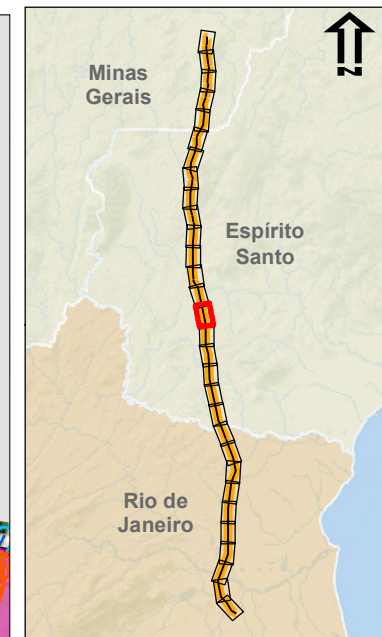 Minas
Gerais
N
Espírito
Santo
Rio de
Janeiro